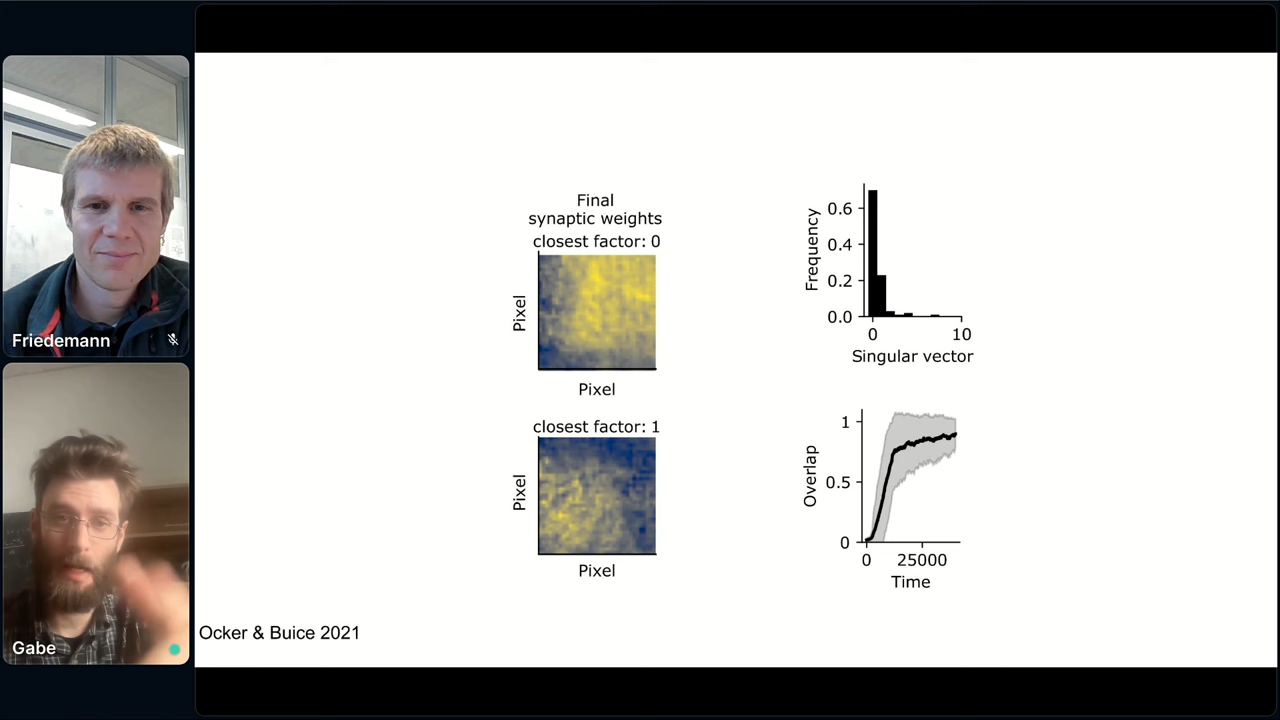 Friedemann
Gabe
Final
synaptic weights
closest factor: 0
Pixel
Pixel
closest factor: 1
Pixel
Pixel
Frequency
0.6
0.4
0.2
0.0
0
10
Singular vector
Overlap
1
0.5
0
0
25000
Time
Ocker & Buice 2021